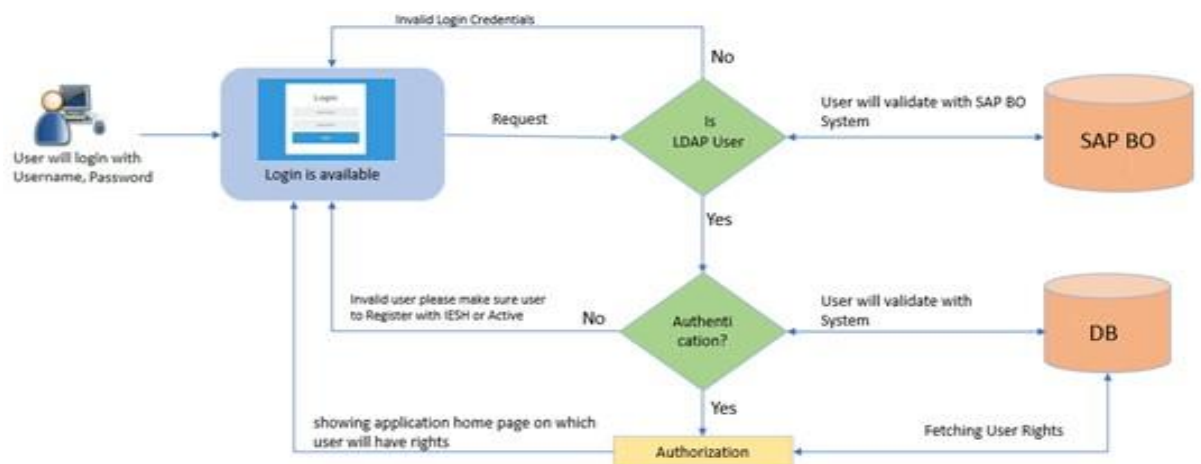 Invalid Login Credentials
No
Login
User will login with
Username, Password
Login is available
Request
Is
LDAP User
User will validate with SAP BO
System
SAP BO
Yes
Invalid user please make sure user
to Register with IESH or Active
No
Authenti
cation?
User will validate with
System
DB
Yes
showing application home page on which
user will have rights
Authorization
Fetching User Rights